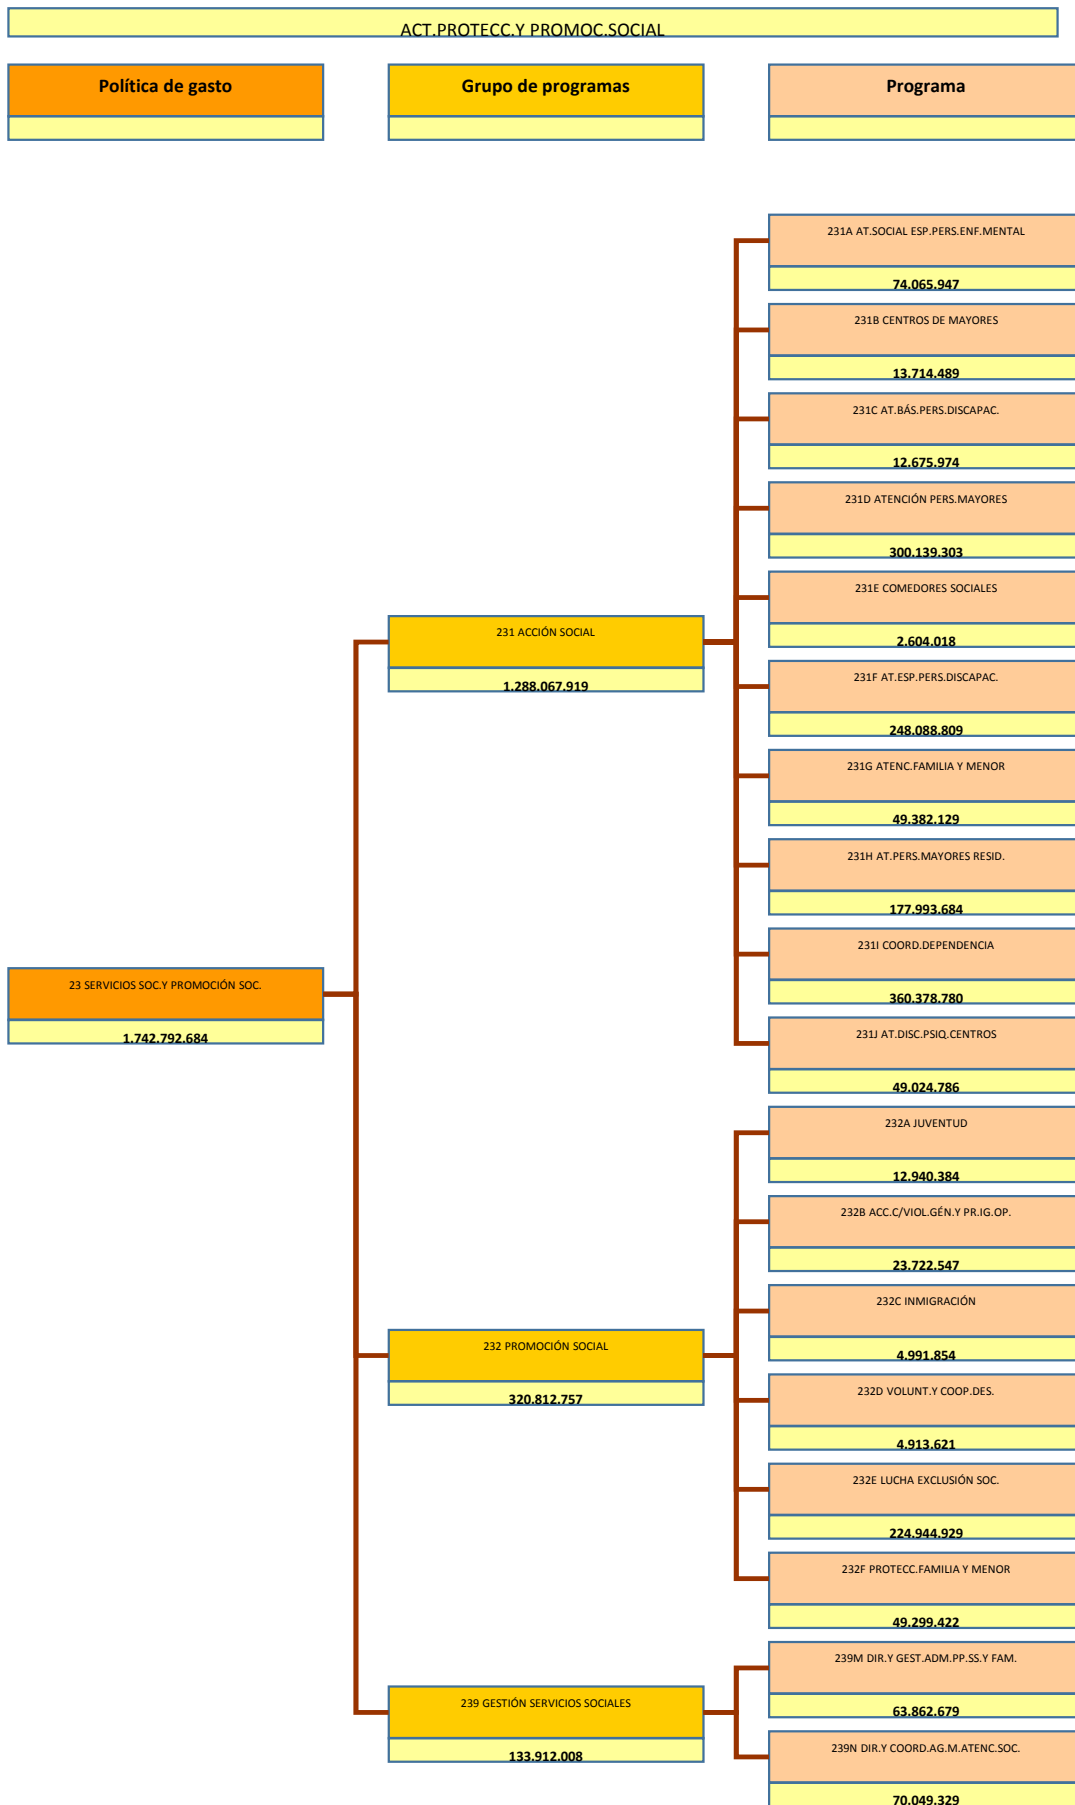 ACT.PROTECC.Y PROMOC.SOCIAL
Política de gasto
Grupo de programas
Programa
231A AT.SOCIAL ESP.PERS.ENF.MENTAL
74.065.947
231B CENTROS DE MAYORES
13.714.489
231C AT.BÁS.PERS.DISCAPAC.
12.675.974
231D ATENCIÓN PERS.MAYORES
300.139.303
231E COMEDORES SOCIALES
2.604.018
231 ACCIÓN SOCIAL
1.288.067.919
231F AT.ESP.PERS.DISCAPAC.
248.088.809
231G ATENC.FAMILIA Y MENOR
49.382.129
231H AT.PERS.MAYORES RESID.
177.993.684
231I COORD.DEPENDENCIA
360.378.780
23 SERVICIOS SOC.Y PROMOCIÓN SOC.
1.742.792.684
231J AT.DISC.PSIQ.CENTROS
49.024.786
232A JUVENTUD
12.940.384
232B ACC.C/VIOL.GÉN.Y PR.IG.OP.
23.722.547
232C INMIGRACIÓN
4.991.854
232 PROMOCIÓN SOCIAL
320.812.757
232D VOLUNT.Y COOP.DES.
4.913.621
232E LUCHA EXCLUSIÓN SOC.
224.944.929
232F PROTECC.FAMILIA Y MENOR
49.299.422
239M DIR.Y GEST.ADM.PP.SS.Y FAM.
63.862.679
239 GESTIÓN SERVICIOS SOCIALES
133.912.008
239N DIR.Y COORD.AG.M.ATENC.SOC.
70.049.329